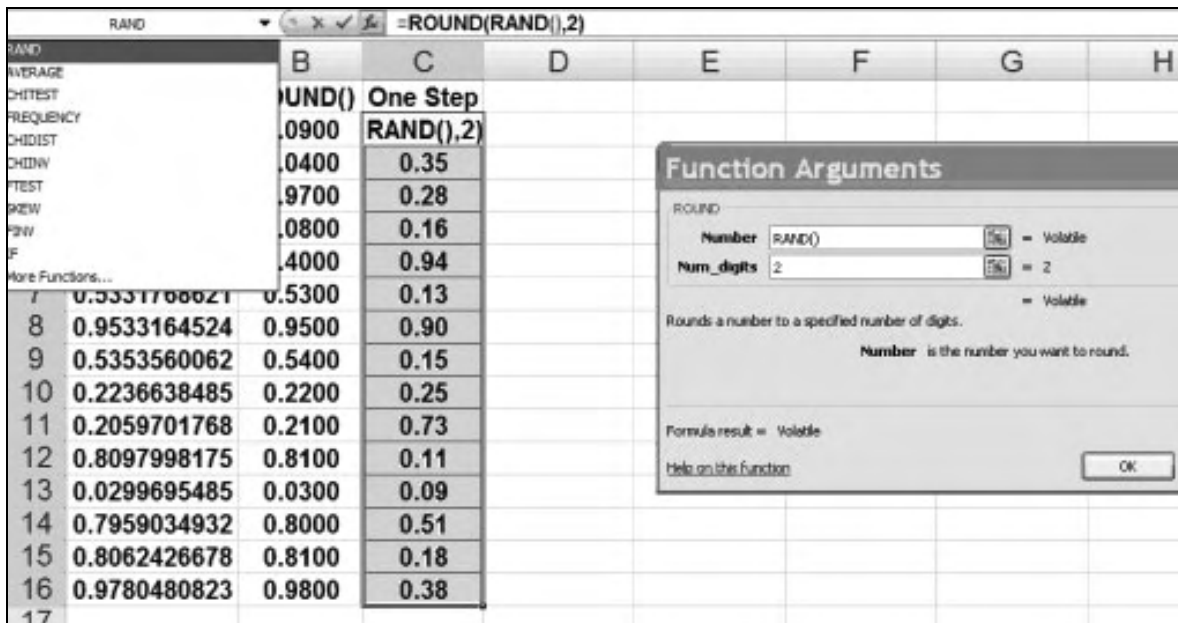 RAND =ROUND(RAND(),2)
RAND
AVERAGE
CHITEST
FREQUENCY
CHIDIST
CHIINV
FTEST
SKEW
FINV
IF
More Functions...
B C D E F G H
UND() One Step
.0900 RAND(),2)
.0400 0.35
.9700 0.28
.0800 0.16
.4000 0.94
7 0.5331768621 0.5300 0.13
8 0.9533164524 0.9500 0.90
9 0.5353560062 0.5400 0.15
10 0.2236638485 0.2200 0.25
11 0.2059701768 0.2100 0.73
12 0.8097998175 0.8100 0.11
13 0.0299695485 0.0300 0.09
14 0.7959034932 0.8000 0.51
15 0.8062426678 0.8100 0.18
16 0.9780480823 0.9800 0.38
17
Function Arguments
ROUND
Number RAND() = Volatile
Num_digits 2 = 2
= Volatile
Rounds a number to a specified number of digits.
Number is the number you want to round.
Formula result = Volatile
Help on this function
OK